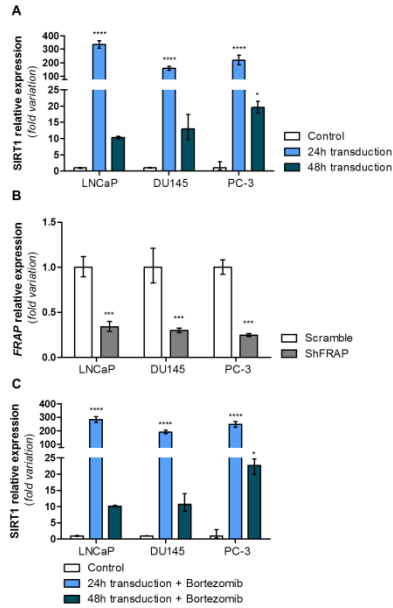 A
SIRT1 relative expression
(fold variation)
400
300
200
100
25
20
15
10
5
0
****
****
****
*
LNCaP
DU145
PC-3
Control
24h transduction
48h transduction
B
FRAP relative expression
(fold variation)
1.5
1.0
0.5
0.0
***
***
***
LNCaP
DU145
PC-3
Scramble
ShFRAP
C
SIRT1 relative expression
(fold variation)
400
300
200
100
25
20
15
10
5
0
****
****
****
*
LNCaP
DU145
PC-3
Control
24h transduction + Bortezomib
48h transduction + Bortezomib